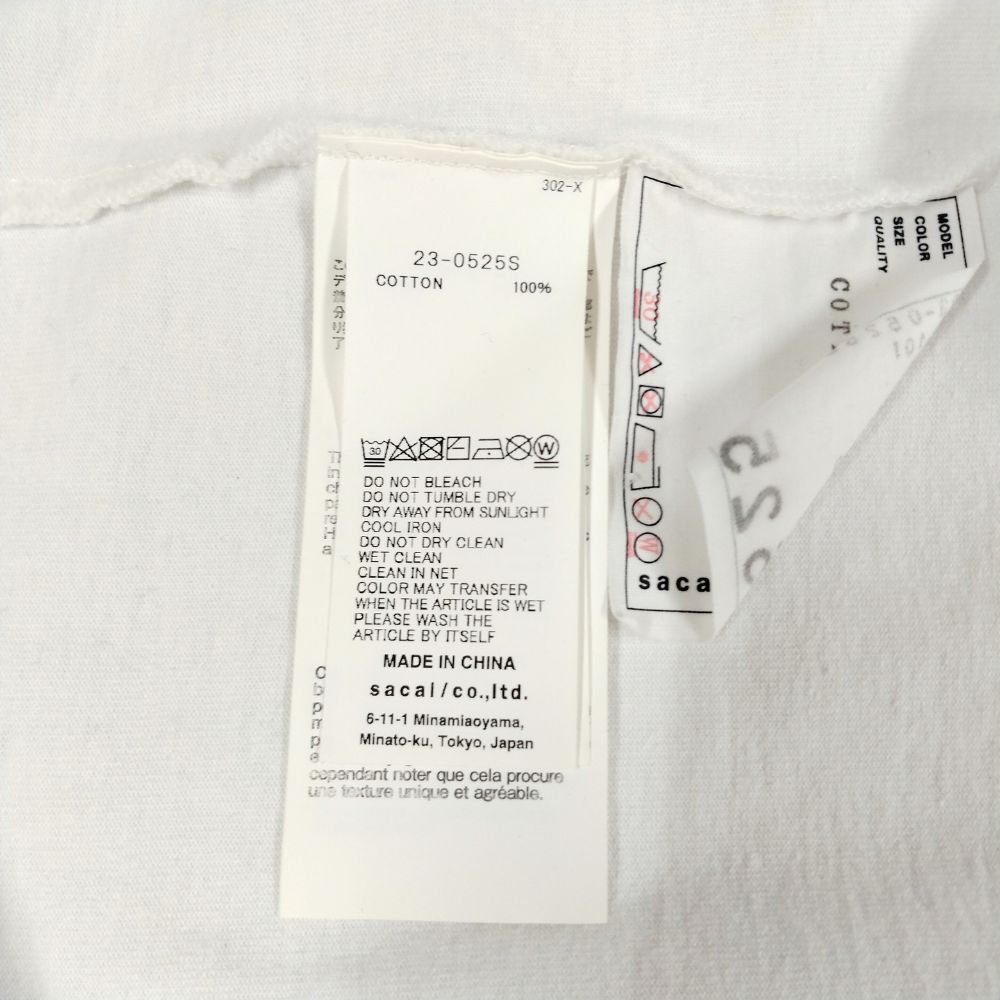 302-X
23-0525S
COTTON 100%
30
W
DO NOT BLEACH
DO NOT TUMBLE DRY
DRY AWAY FROM SUNLIGHT
COOL IRON
DO NOT DRY CLEAN
WET CLEAN
CLEAN IN NET
COLOR MAY TRANSFER
WHEN THE ARTICLE IS WET
PLEASE WASH THE
ARTICLE BY ITSELF
MADE IN CHINA
sacai/co.,ltd.
6-11-1 Minamiaoyama,
Minato-ku, Tokyo, Japan
cependant noter que cela procure
une texture unique et agréable.
MODEL
COLOR
SIZE
QUALITY
30
W
saca